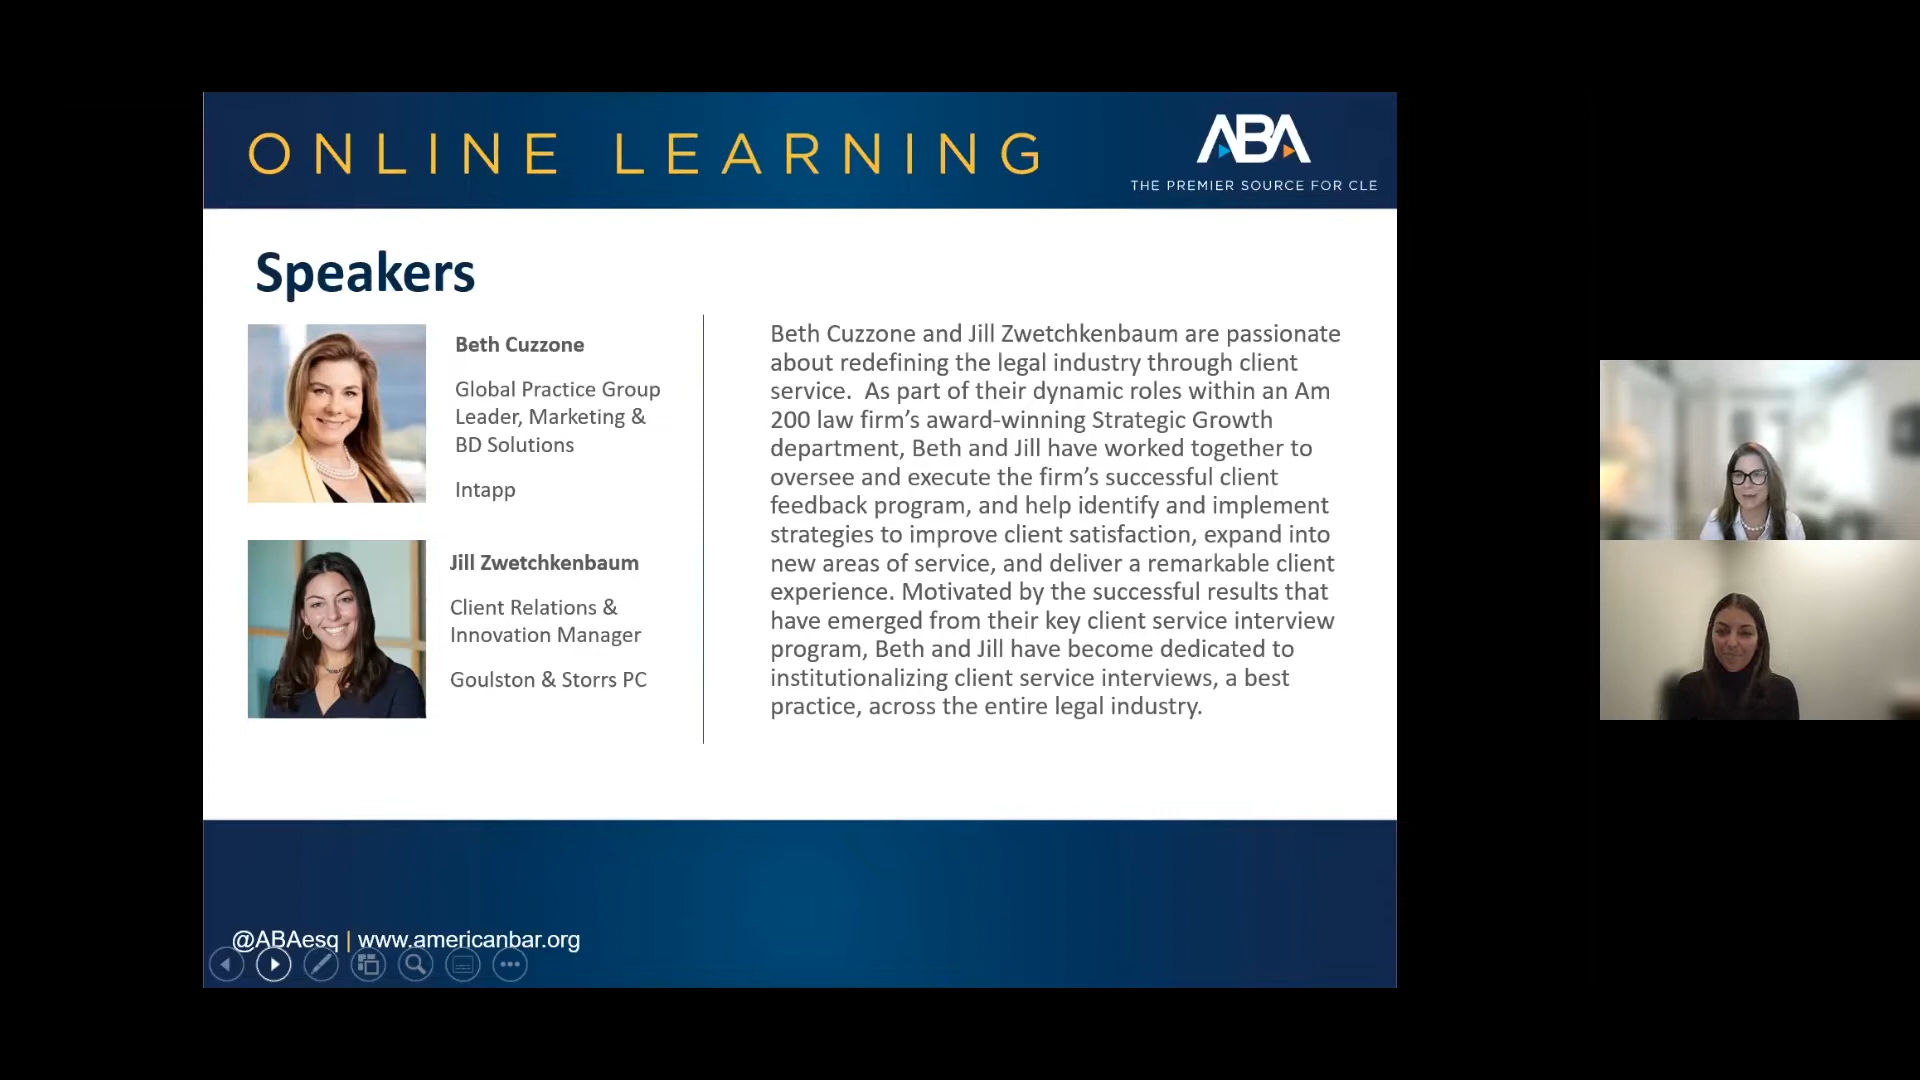 ONLINE LEARNING
ABA
THE PREMIER SOURCE FOR CLE
Speakers
Beth Cuzzone
Global Practice Group
Leader, Marketing &
BD Solutions
Intapp
Jill Zwetchkenbaum
Client Relations &
Innovation Manager
Goulston & Storrs PC
Beth Cuzzone and Jill Zwetchkenbaum are passionate
about redefining the legal industry through client
service.  As part of their dynamic roles within an Am
200 law firm’s award-winning Strategic Growth
department, Beth and Jill have worked together to
oversee and execute the firm’s successful client
feedback program, and help identify and implement
strategies to improve client satisfaction, expand into
new areas of service, and deliver a remarkable client
experience. Motivated by the successful results that
have emerged from their key client service interview
program, Beth and Jill have become dedicated to
institutionalizing client service interviews, a best
practice, across the entire legal industry.
@ABAesq | www.americanbar.org